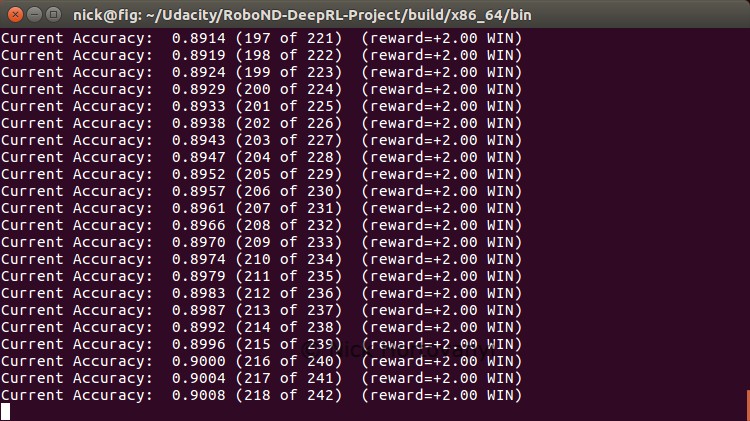 nick@fig: ~/Udacity/RoboND-DeepRL-Project/build/x86_64/bin
Current Accuracy:  0.8914 (197 of 221)  (reward=+2.00 WIN)
Current Accuracy:  0.8919 (198 of 222)  (reward=+2.00 WIN)
Current Accuracy:  0.8924 (199 of 223)  (reward=+2.00 WIN)
Current Accuracy:  0.8929 (200 of 224)  (reward=+2.00 WIN)
Current Accuracy:  0.8933 (201 of 225)  (reward=+2.00 WIN)
Current Accuracy:  0.8938 (202 of 226)  (reward=+2.00 WIN)
Current Accuracy:  0.8943 (203 of 227)  (reward=+2.00 WIN)
Current Accuracy:  0.8947 (204 of 228)  (reward=+2.00 WIN)
Current Accuracy:  0.8952 (205 of 229)  (reward=+2.00 WIN)
Current Accuracy:  0.8957 (206 of 230)  (reward=+2.00 WIN)
Current Accuracy:  0.8961 (207 of 231)  (reward=+2.00 WIN)
Current Accuracy:  0.8966 (208 of 232)  (reward=+2.00 WIN)
Current Accuracy:  0.8970 (209 of 233)  (reward=+2.00 WIN)
Current Accuracy:  0.8974 (210 of 234)  (reward=+2.00 WIN)
Current Accuracy:  0.8979 (211 of 235)  (reward=+2.00 WIN)
Current Accuracy:  0.8983 (212 of 236)  (reward=+2.00 WIN)
Current Accuracy:  0.8987 (213 of 237)  (reward=+2.00 WIN)
Current Accuracy:  0.8992 (214 of 238)  (reward=+2.00 WIN)
Current Accuracy:  0.8996 (215 of 239)  (reward=+2.00 WIN)
Current Accuracy:  0.9000 (216 of 240)  (reward=+2.00 WIN)
Current Accuracy:  0.9004 (217 of 241)  (reward=+2.00 WIN)
Current Accuracy:  0.9008 (218 of 242)  (reward=+2.00 WIN)